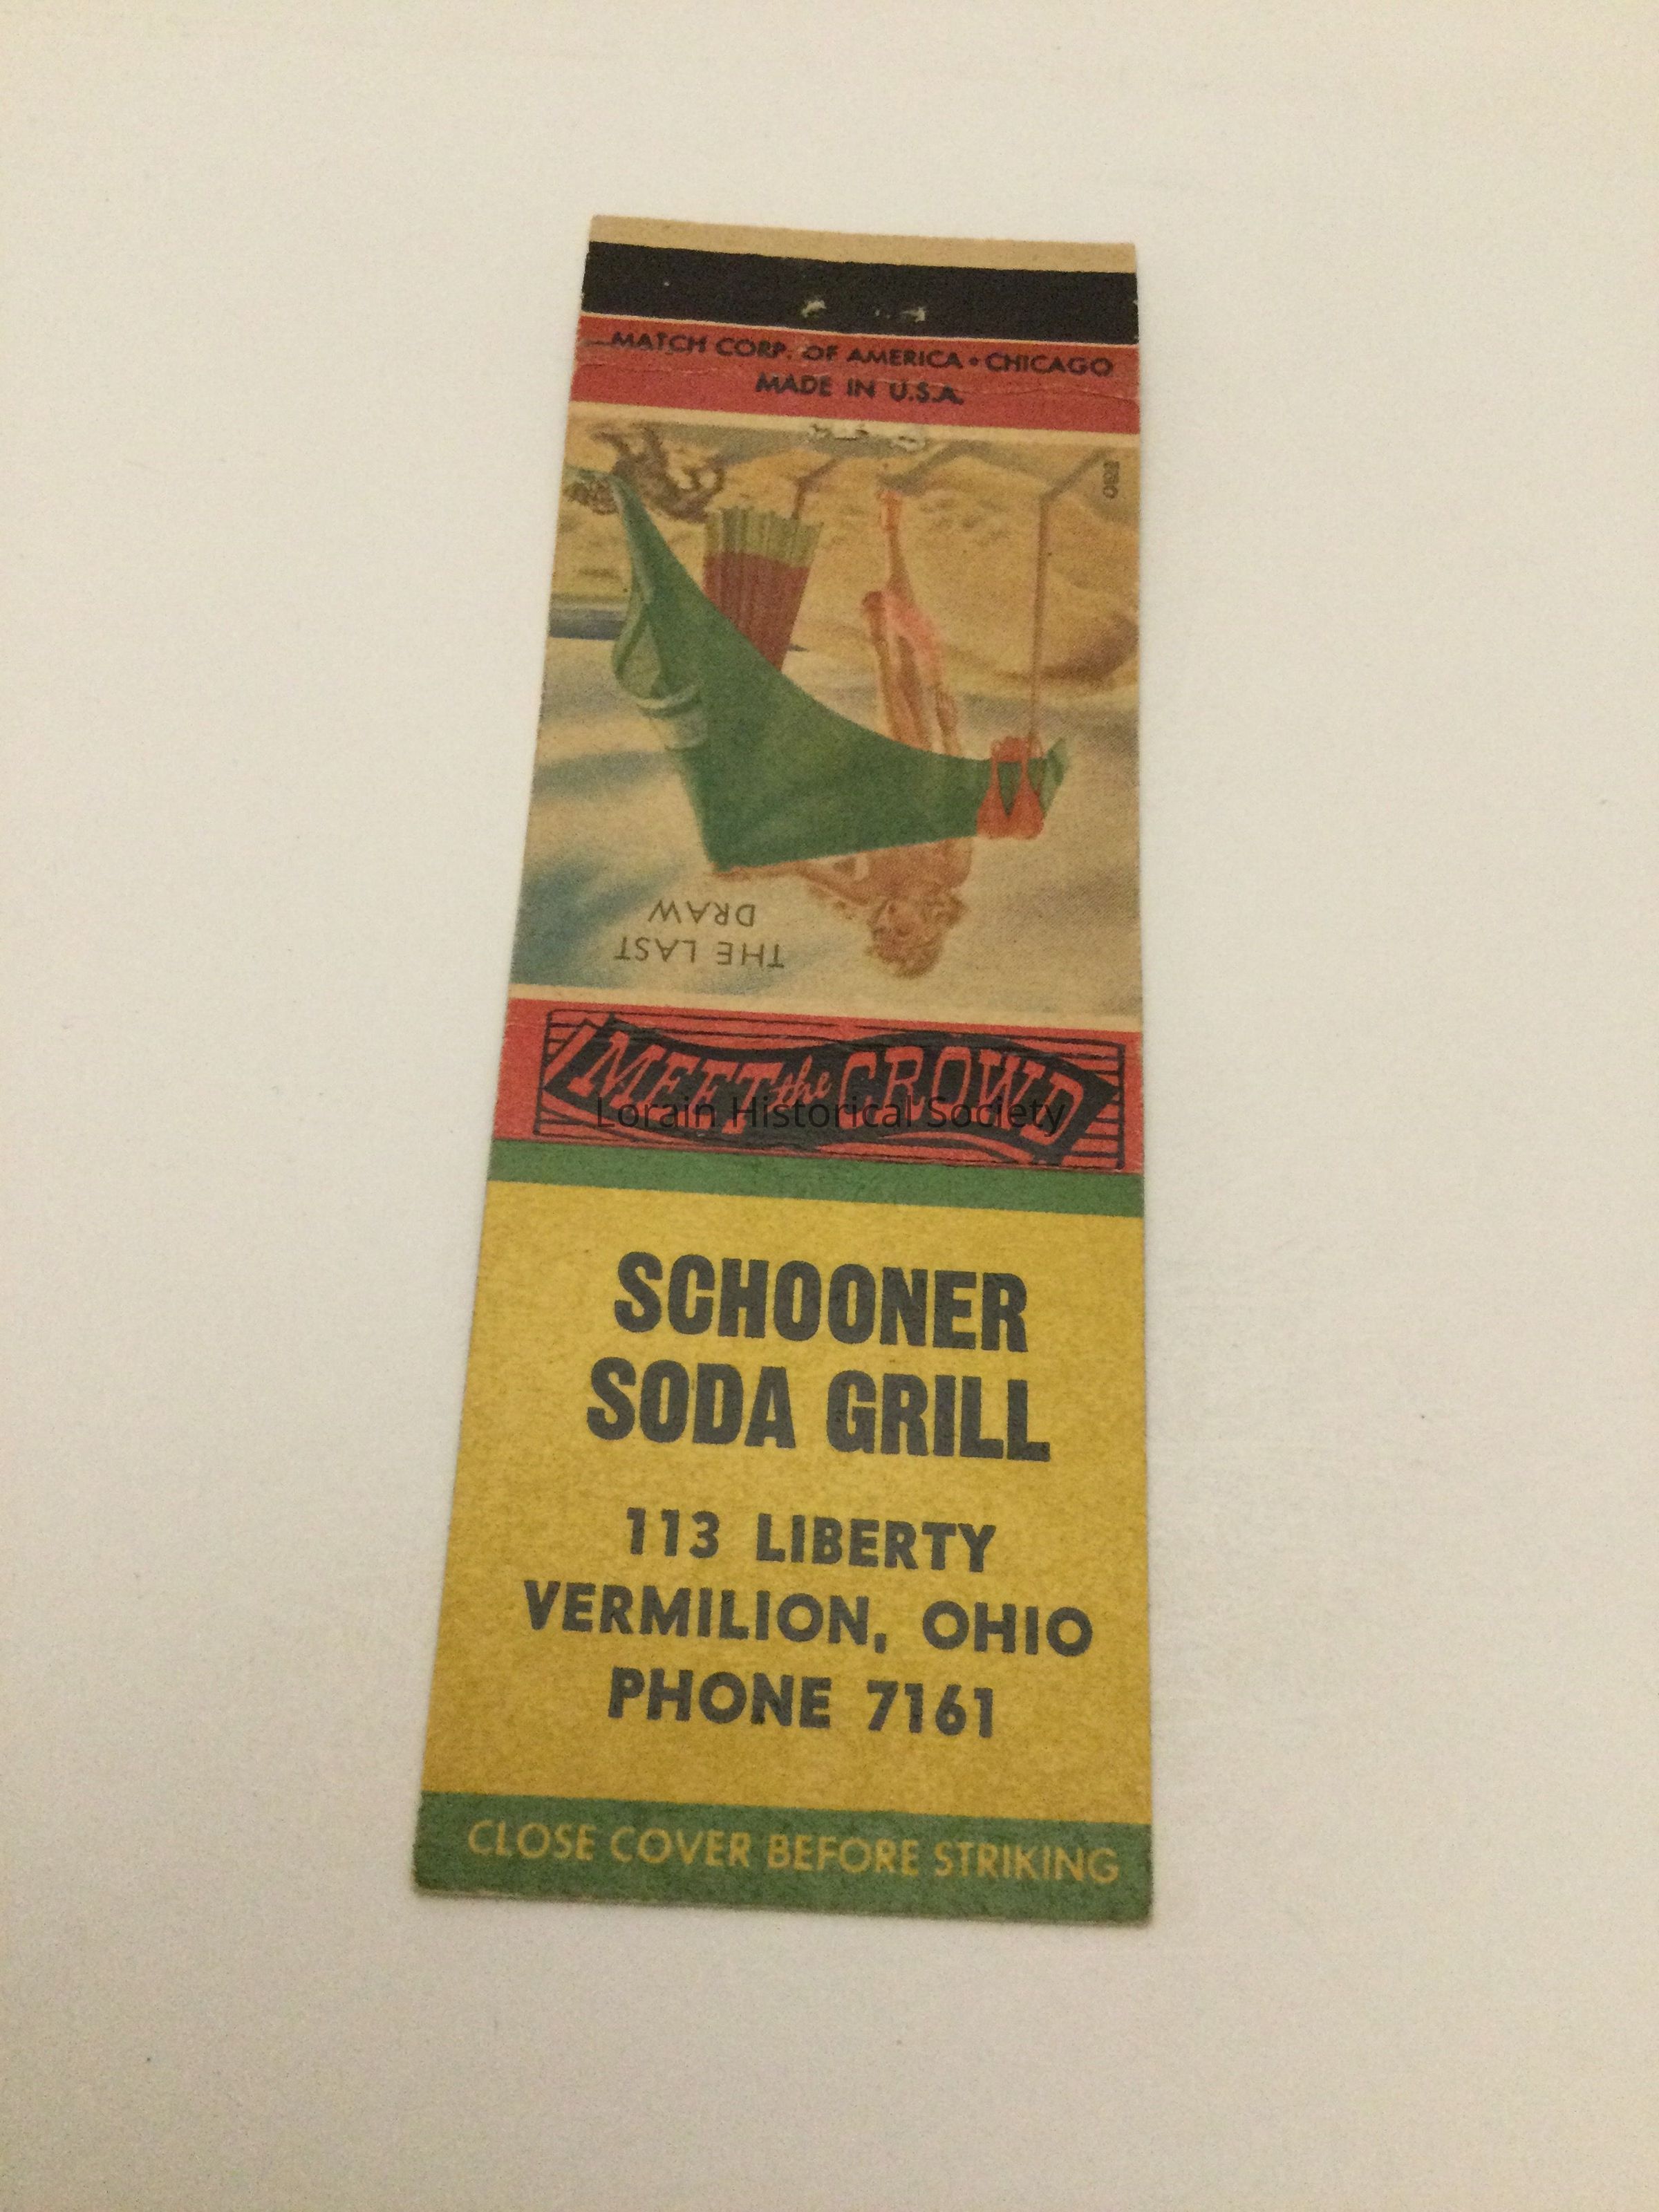 MATCH CORP. OF AMERICA • CHICAGO
MADE IN U.S.A.
THE LAST
DRAW
MEET the CROWD
Lorain Historical Society
SCHOONER
SODA GRILL
113 LIBERTY
VERMILION, OHIO
PHONE 7161
CLOSE COVER BEFORE STRIKING